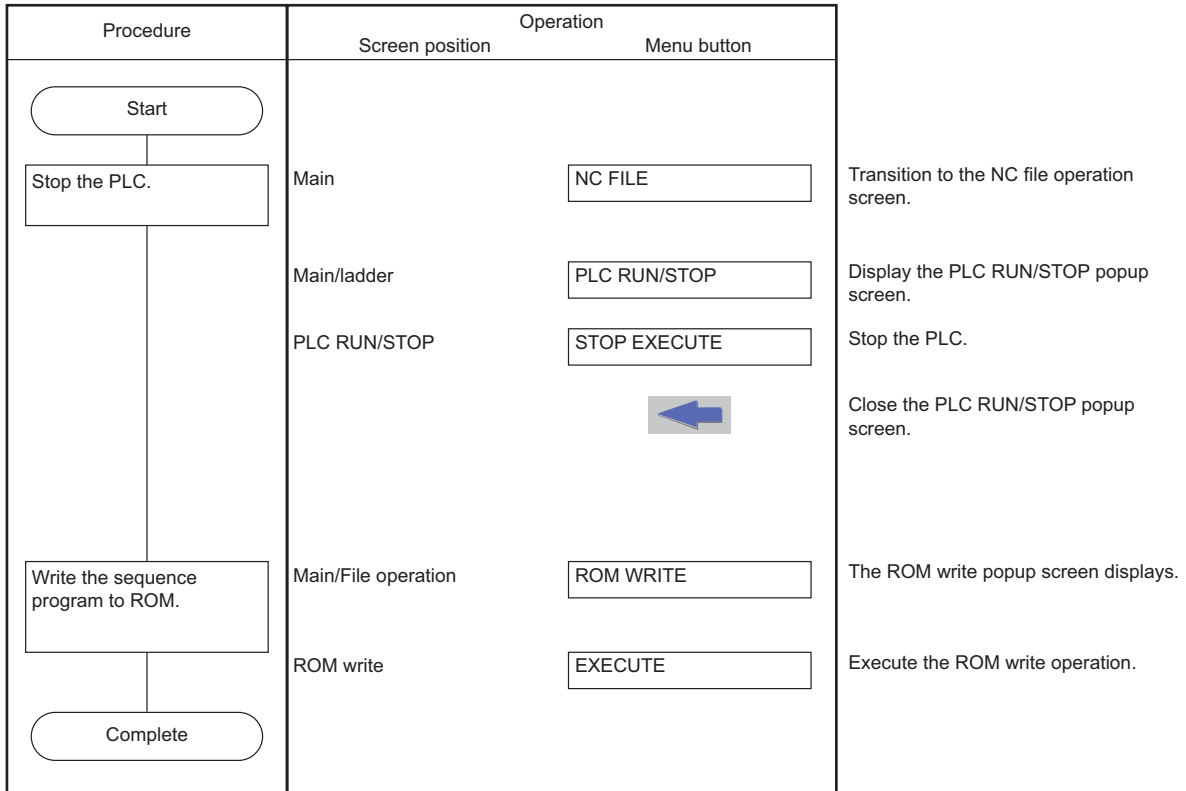 Procedure
Operation
Screen position
Menu button
Start
Stop the PLC.
Main
NC FILE
Transition to the NC file operation
screen.
Main/ladder
PLC RUN/STOP
Display the PLC RUN/STOP popup
screen.
PLC RUN/STOP
STOP EXECUTE
Stop the PLC.
Close the PLC RUN/STOP popup
screen.
Write the sequence
program to ROM.
Main/File operation
ROM WRITE
The ROM write popup screen displays.
ROM write
EXECUTE
Execute the ROM write operation.
Complete